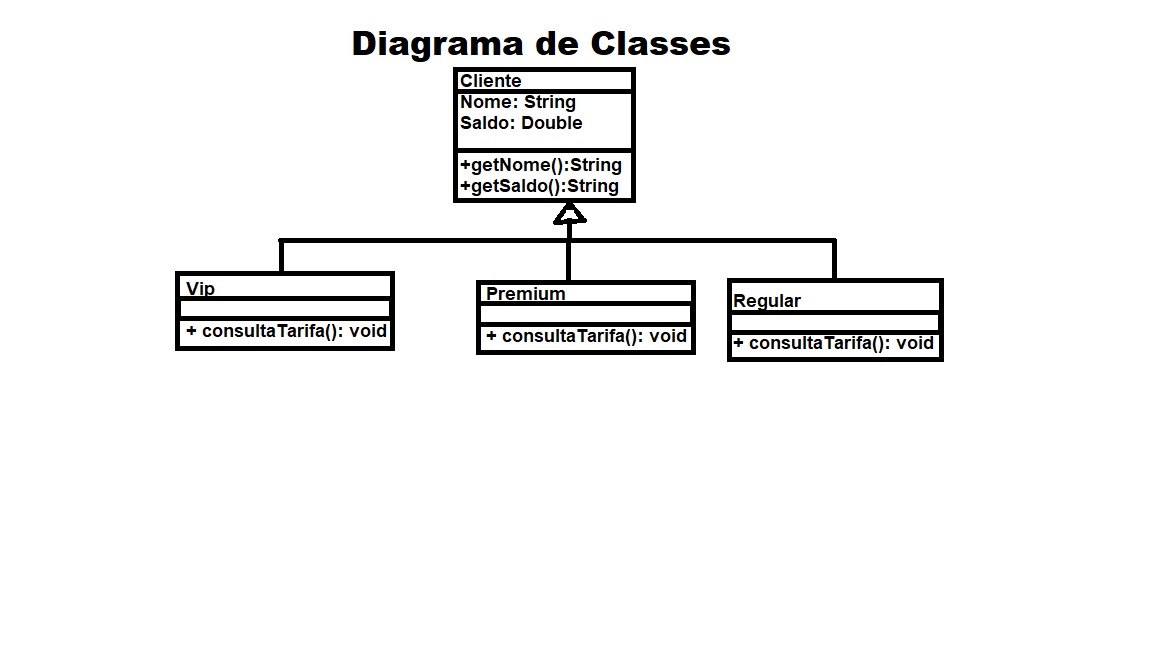 Diagrama de Classes
Cliente
Nome: String
Saldo: Double
+getNome():String
+getSaldo():String
Vip
+ consultaTarifa(): void
Premium
+ consultaTarifa(): void
Regular
+ consultaTarifa(): void